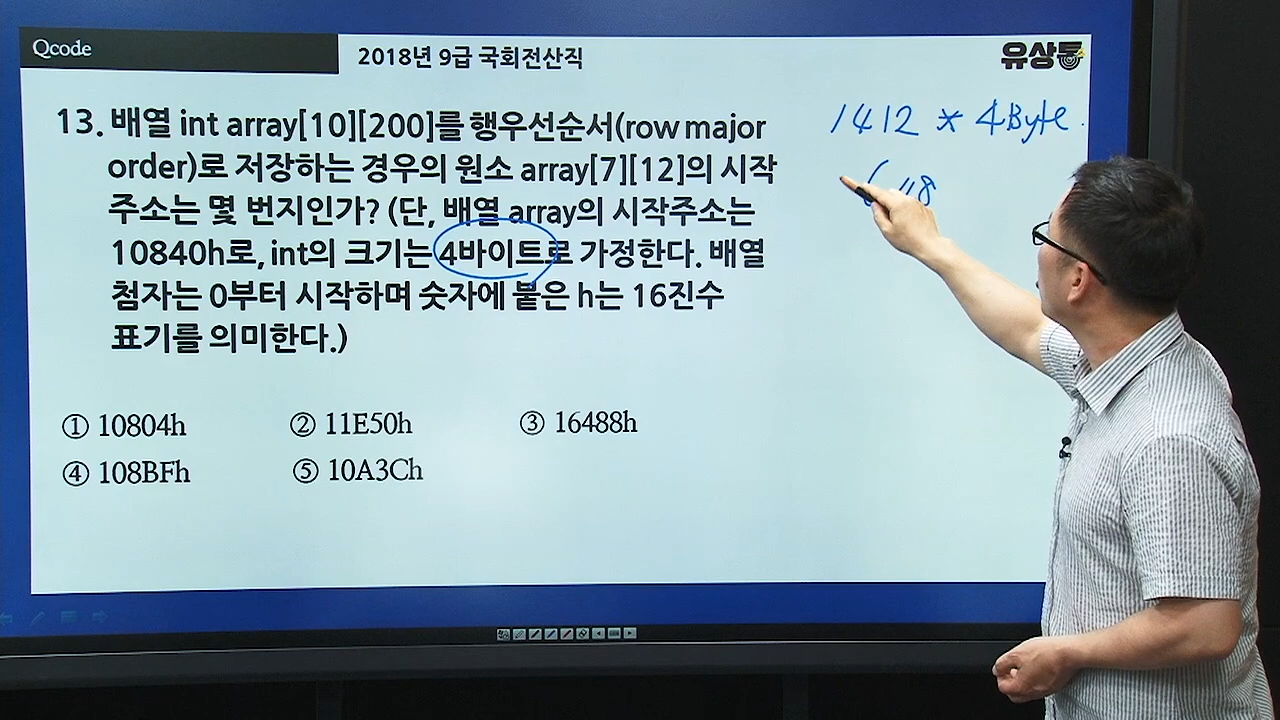 Qcode
2018년 9급 국회전산직
유상통
13. 배열 int array[10][200]를 행우선순서(row major
order)로 저장하는 경우의 원소 array[7][12]의 시작
주소는 몇 번지인가? (단, 배열 array의 시작주소는
10840h로, int의 크기는 4바이트로 가정한다. 배열
첨자는 0부터 시작하며 숫자에 붙은 h는 16진수
표기를 의미한다.)
① 10804h ② 11E50h ③ 16488h
④ 108BFh ⑤ 10A3Ch
1412 * 4Byte.